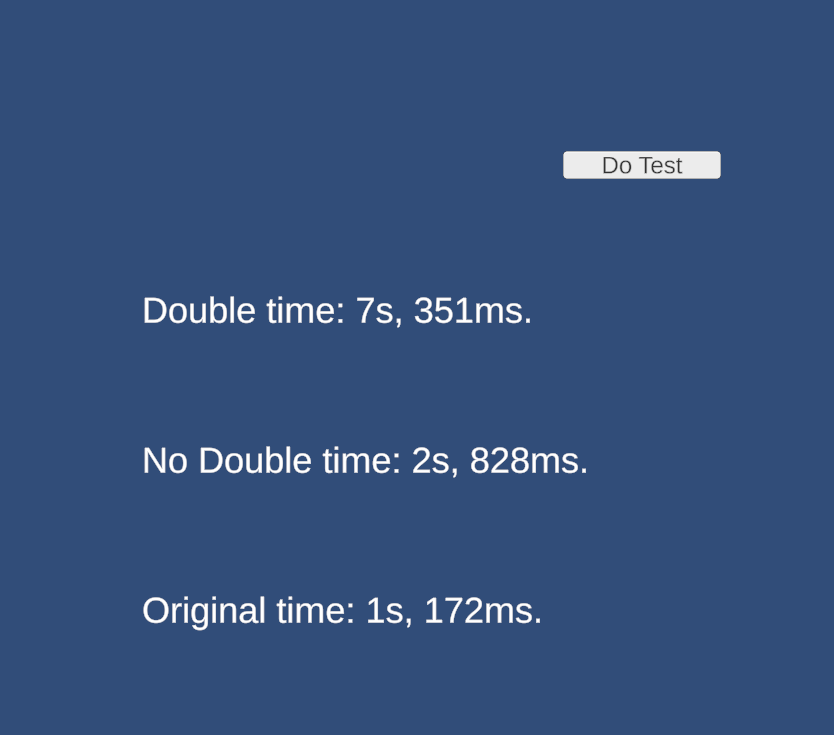 Do Test
Double time: 7s, 351ms.
No Double time: 2s, 828ms.
Original time: 1s, 172ms.